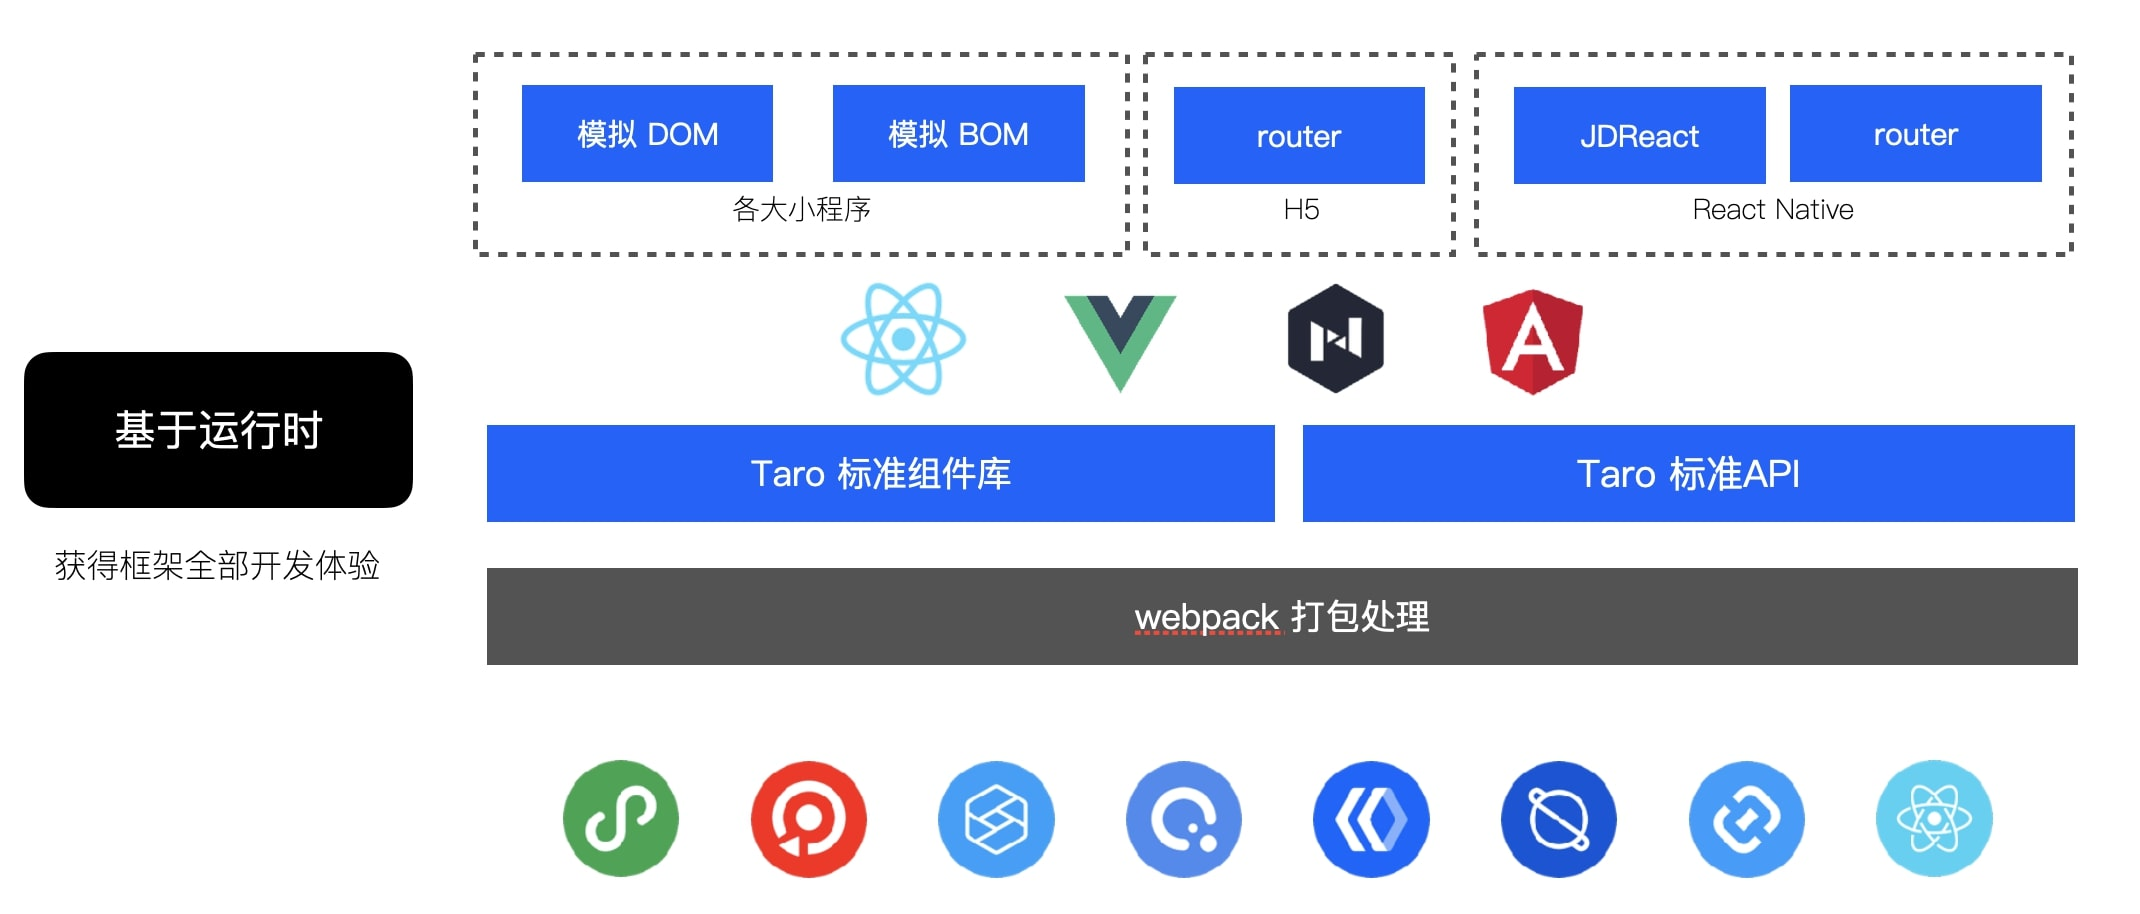 模拟 DOM
模拟 BOM
各大小程序
router
H5
JDReact
router
React Native
基于运行时
获得框架全部开发体验
Taro 标准组件库
Taro 标准API
webpack 打包处理